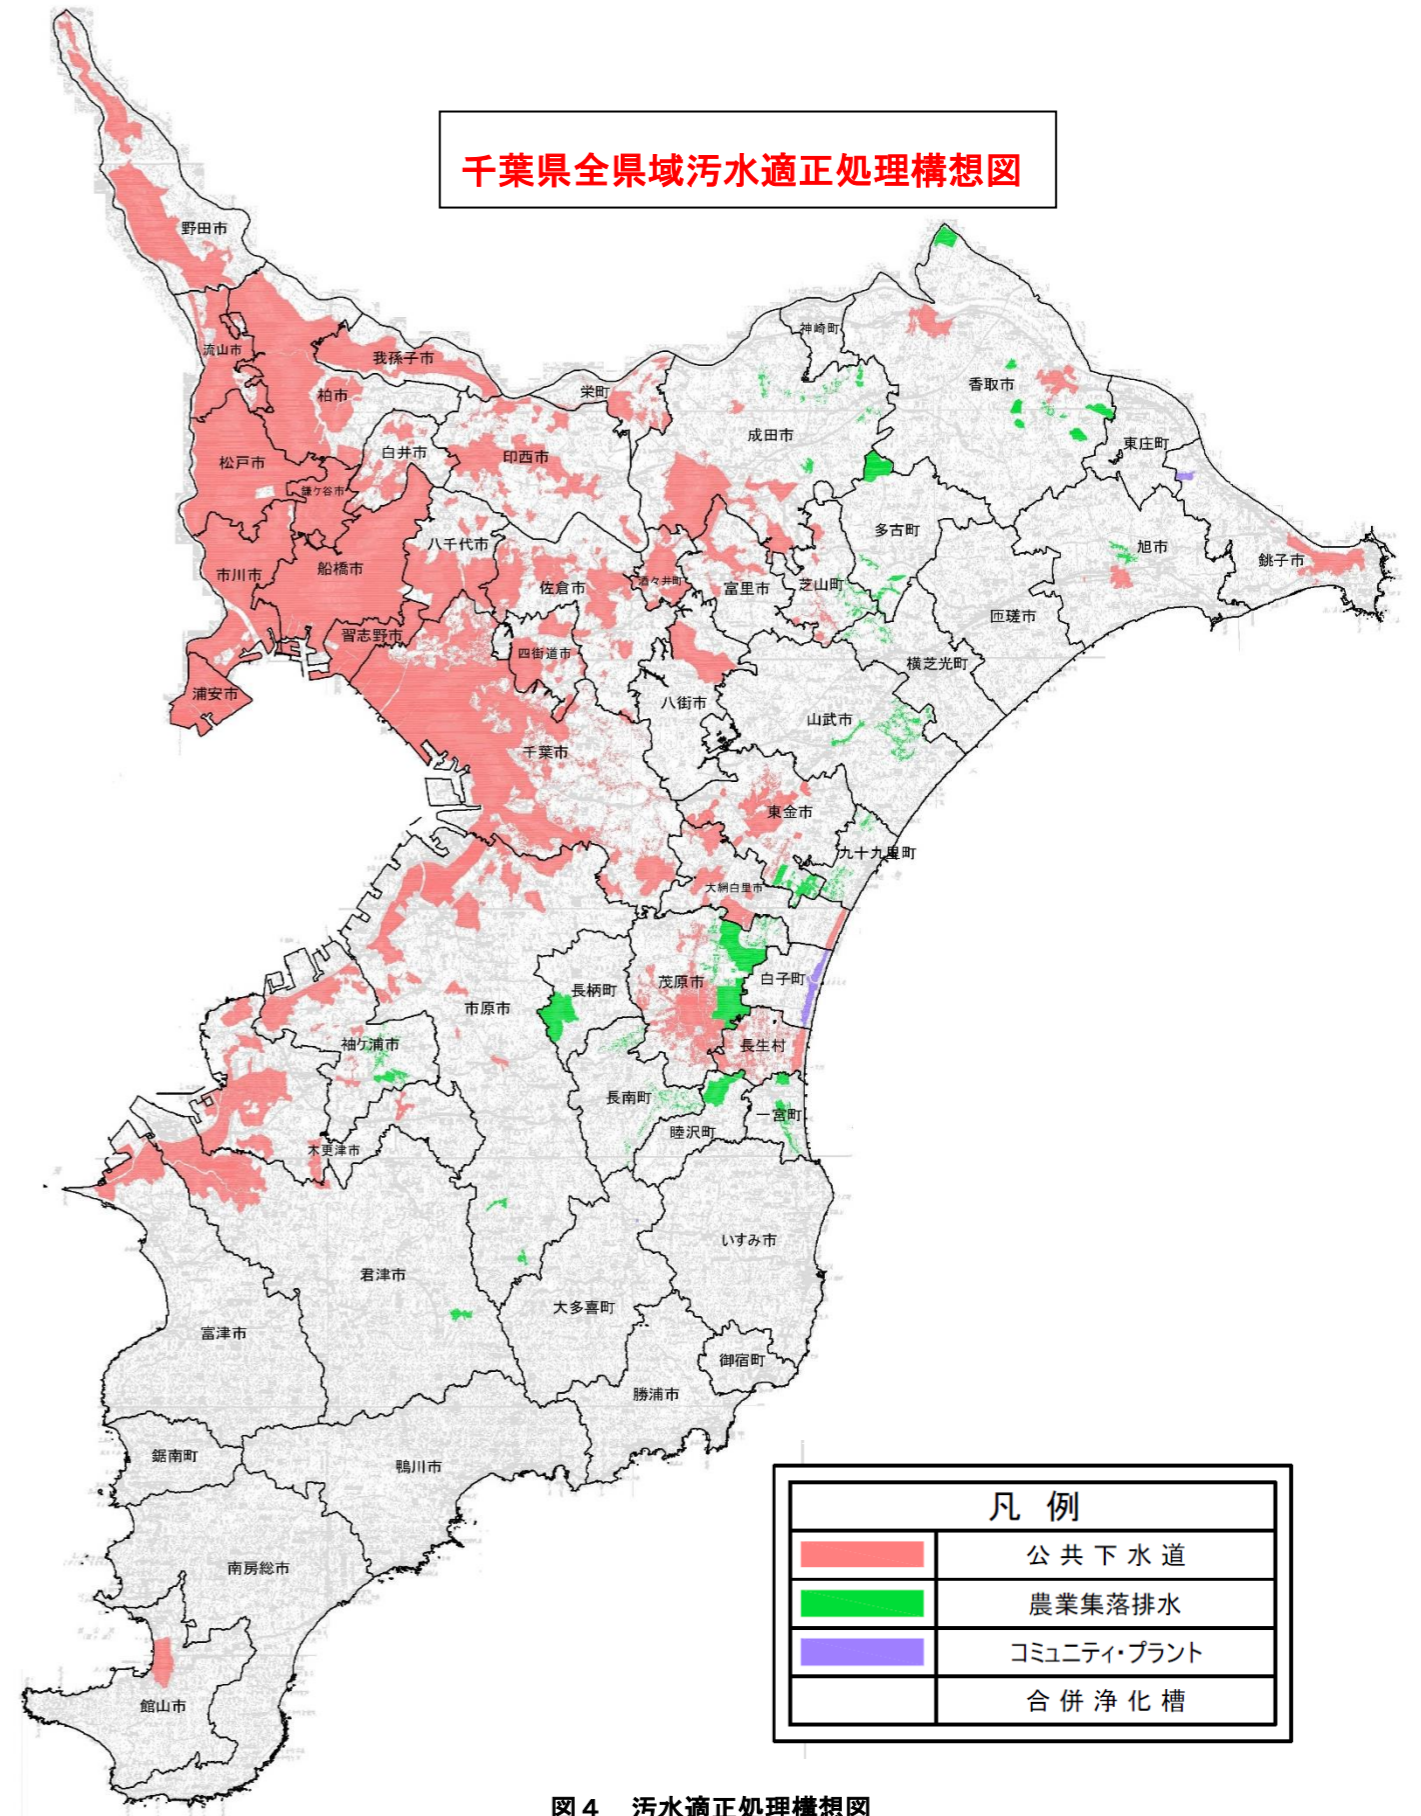 千葉県全県域汚水適正処理構想図
野田市
流山市
我孫子市
柏市
松戸市
鎌ケ谷市
白井市
印西市
栄町
神崎町
成田市
香取市
東庄町
市川市
船橋市
八千代市
佐倉市
酒々井町
富里市
芝山町
多古町
旭市
銚子市
匝瑳市
習志野市
四街道市
浦安市
八街市
横芝光町
山武市
千葉市
東金市
九十九里町
大網白里市
茂原市
白子町
長柄町
市原市
袖ケ浦市
長生村
長南町
一宮町
睦沢町
木更津市
いすみ市
君津市
大多喜町
富津市
御宿町
勝浦市
鋸南町
鴨川市
南房総市
館山市
凡 例
公 共 下 水 道
農業集落排水
コミュニティ・プラント
合 併 浄 化 槽
図4 汚水適正処理構想図